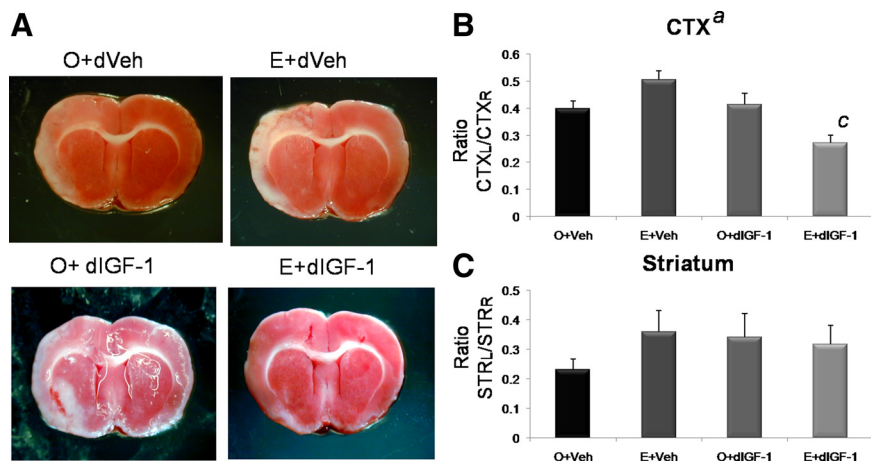 A
O+dVeh
E+dVeh
O+ dIGF-1
E+dIGF-1
B
CTXa
Ratio
CTXL/CTXR
0.6
0.5
0.4
0.3
0.2
0.1
0
c
O+Veh
E+Veh
O+dIGF-1
E+dIGF-1
C
Striatum
Ratio
STRL/STRR
0.5
0.4
0.3
0.2
0.1
0
O+Veh
E+Veh
O+dIGF-1
E+dIGF-1